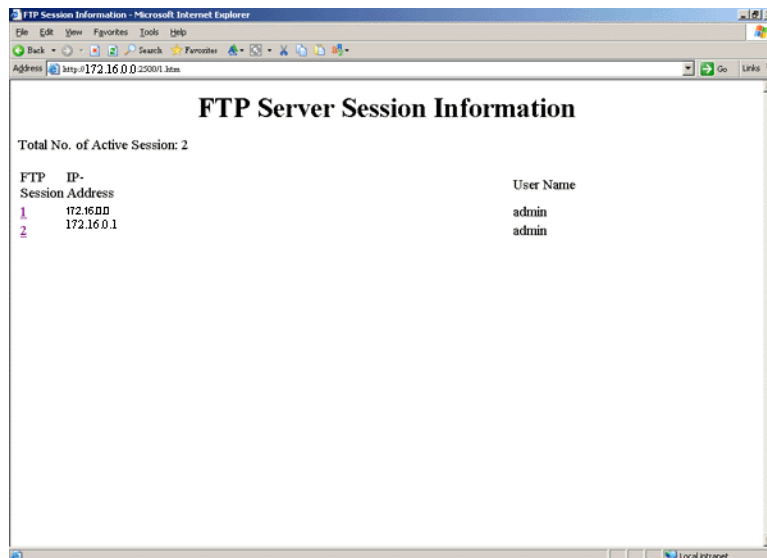 FTP Session Information - Microsoft Internet Explorer
File Edit View Favorites Tools Help
Back Search Favorites
Address http://172.16.0.0:2500/1.htm Go Links
FTP Server Session Information
Total No. of Active Session: 2
FTP Session IP-Address User Name
1 172.16.0.0 admin
2 172.16.0.1 admin
Local intranet